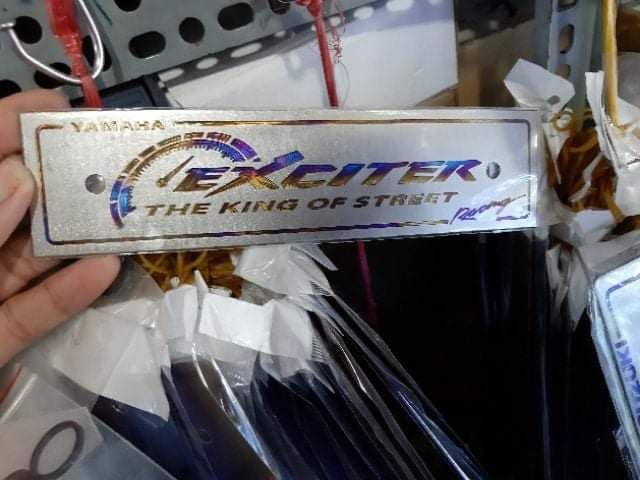 YAMAHA
EXCITER
THE KING OF STREET
Racing